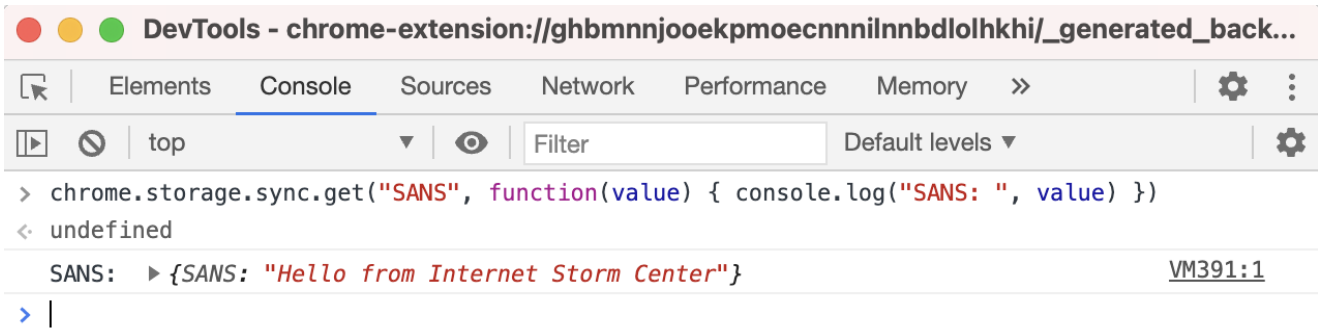 DevTools - chrome-extension://ghbmnnjooekpmoecnnnilnnbdlolhkhi/_generated_back...
Elements Console Sources Network Performance Memory »
top ▼ Filter Default levels ▼
> chrome.storage.sync.get("SANS", function(value) { console.log("SANS: ", value) })
<· undefined
SANS: ▶{SANS: "Hello from Internet Storm Center"} VM391:1
>